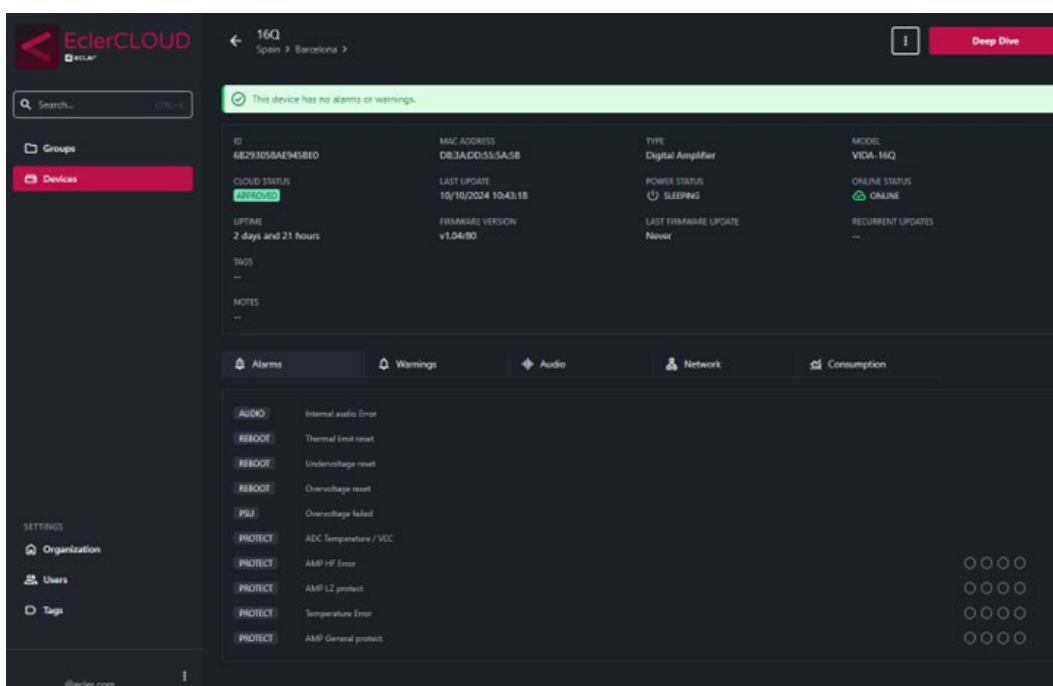 EclerCLOUD
ecler
Search...
CTRL+K
Groups
Devices
SETTINGS
Organization
Users
Tags
@ecler.com
16Q
Spain > Barcelona >
Deep Dive
This device has no alarms or warnings.
ID
MAC ADDRESS
TYPE
MODEL
6B293058AE945BE0
D8:3A:DD:55:5A:58
Digital Amplifier
VIDA-16Q
CLOUD STATUS
LAST UPDATE
POWER STATUS
ONLINE STATUS
APPROVED
10/10/2024 10:43:18
SLEEPING
ONLINE
UPTIME
FIRMWARE VERSION
LAST FIRMWARE UPDATE
RECURRENT UPDATES
2 days and 21 hours
v1.04r80
Never
--
TAGS
--
NOTES
--
Alarms
Warnings
Audio
Network
Consumption
AUDIO Internal audio Error
REBOOT Thermal limit reset
REBOOT Undervoltage reset
REBOOT Overvoltage reset
PSU Overvoltage failed
PROTECT ADC Temperature / VCC
PROTECT AMP HF Error
PROTECT AMP LZ protect
PROTECT Temperature Error
PROTECT AMP General protect